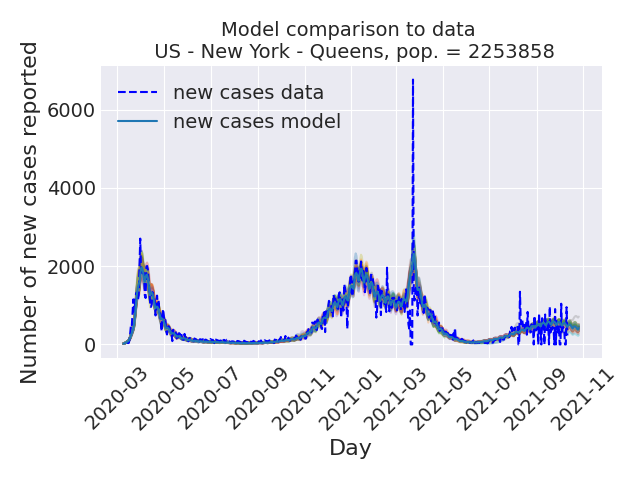 Model comparison to data
US - New York - Queens, pop. = 2253858
Number of new cases reported
6000
4000
2000
0
new cases data
new cases model
2020-03
2020-05
2020-07
2020-09
2020-11
2021-01
2021-03
2021-05
2021-07
2021-09
2021-11
Day